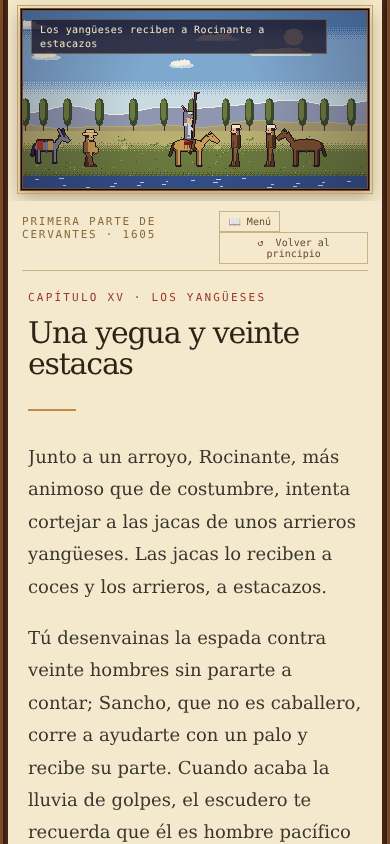 Los yangüeses reciben a Rocinante a
estacazos
PRIMERA PARTE DE
CERVANTES · 1605
📖 Menú
↺ Volver al
principio
CAPÍTULO XV · LOS YANGÜESES
Una yegua y veinte
estacas
Junto a un arroyo, Rocinante, más
animoso que de costumbre, intenta
cortejar a las jacas de unos arrieros
yangüeses. Las jacas lo reciben a
coces y los arrieros, a estacazos.
Tú desenvainas la espada contra
veinte hombres sin pararte a
contar; Sancho, que no es caballero,
corre a ayudarte con un palo y
recibe su parte. Cuando acaba la
lluvia de golpes, el escudero te
recuerda que él es hombre pacífico